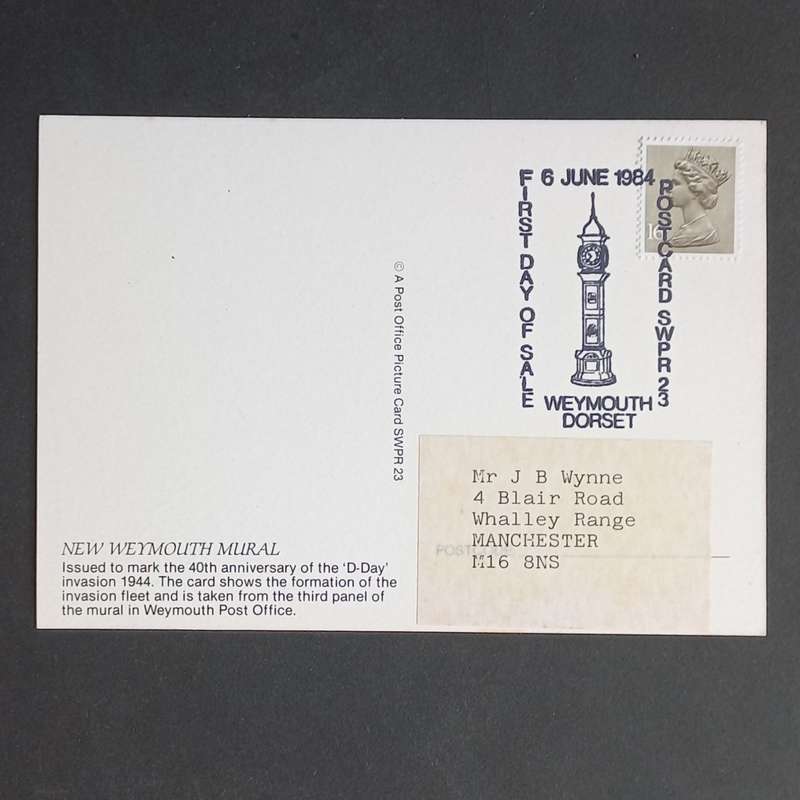 6 JUNE 1984
FIRST DAY OF SALE
POSTCARD SWPR 23
WEYMOUTH
DORSET
16
© A Post Office Picture Card SWPR 23
Mr J B Wynne
4 Blair Road
Whalley Range
MANCHESTER
M16 8NS
POSTCODE
NEW WEYMOUTH MURAL
Issued to mark the 40th anniversary of the 'D-Day'
invasion 1944. The card shows the formation of the
invasion fleet and is taken from the third panel of
the mural in Weymouth Post Office.